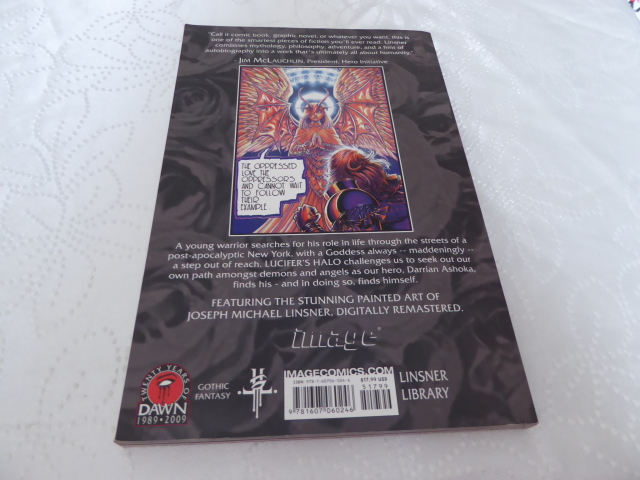 "Call it comic book, graphic novel, or whatever you want, this is
one of the smartest pieces of fiction you'll ever read. Linsner
combines mythology, philosophy, adventure, and a hint of
autobiography into a work that's ultimately all about humanity."
- JIM MCLAUCHLIN, President, Hero Initiative
THE OPPRESSED
LOVE THE
OPPRESSORS
AND CANNOT WAIT
TO FOLLOW
THEIR
EXAMPLE
A young warrior searches for his role in life through the streets of a
post-apocalyptic New York, with a Goddess always -- maddeningly --
a step out of reach. LUCIFER'S HALO challenges us to seek out our
own path amongst demons and angels as our hero, Darrian Ashoka,
finds his - and in doing so, finds himself.
FEATURING THE STUNNING PAINTED ART OF
JOSEPH MICHAEL LINSNER, DIGITALLY REMASTERED.
image
TWENTY YEARS OF
DAWN
1989 • 2009
GOTHIC
FANTASY
IMAGECOMICS.COM
$17.99 USD
51799
9 781607 060246
LINSNER
LIBRARY